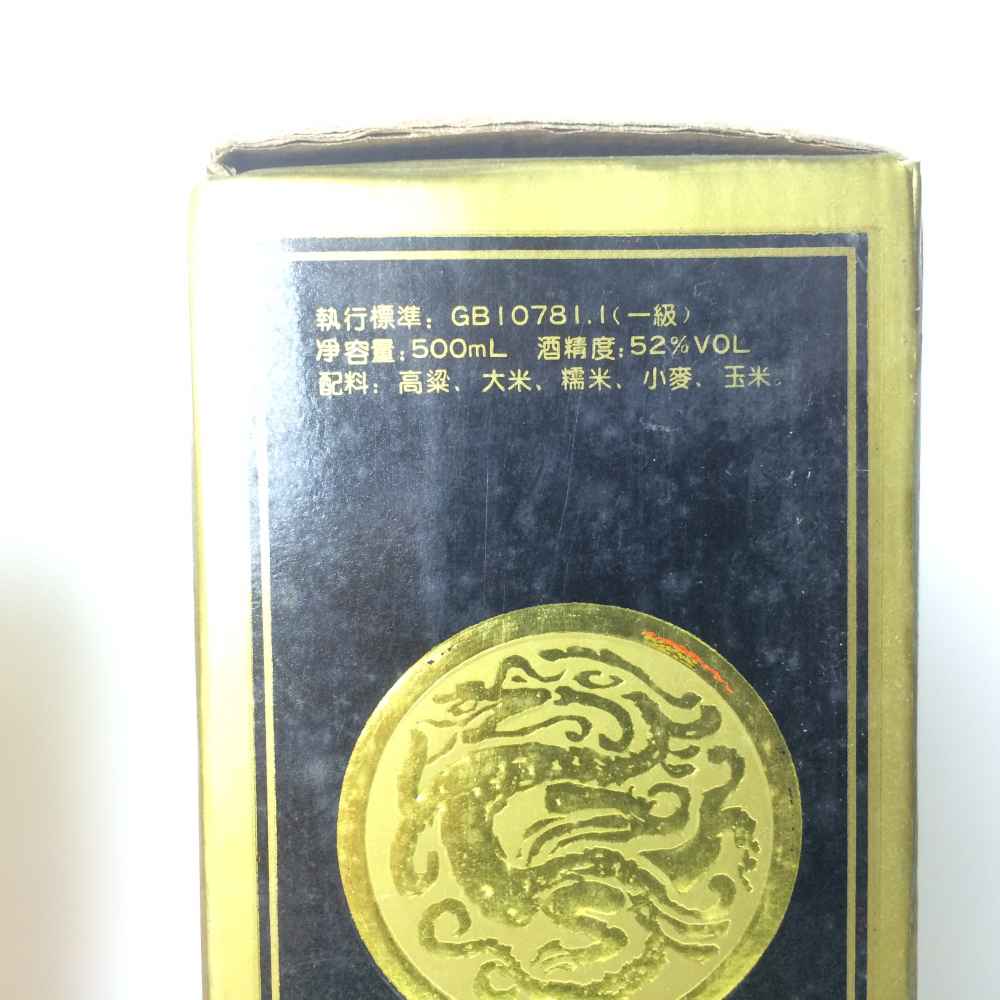 執行標準：GB10781.1(一級)
凈容量:500mL 酒精度:52%VOL
配料：高粱、大米、糯米、小麥、玉米。